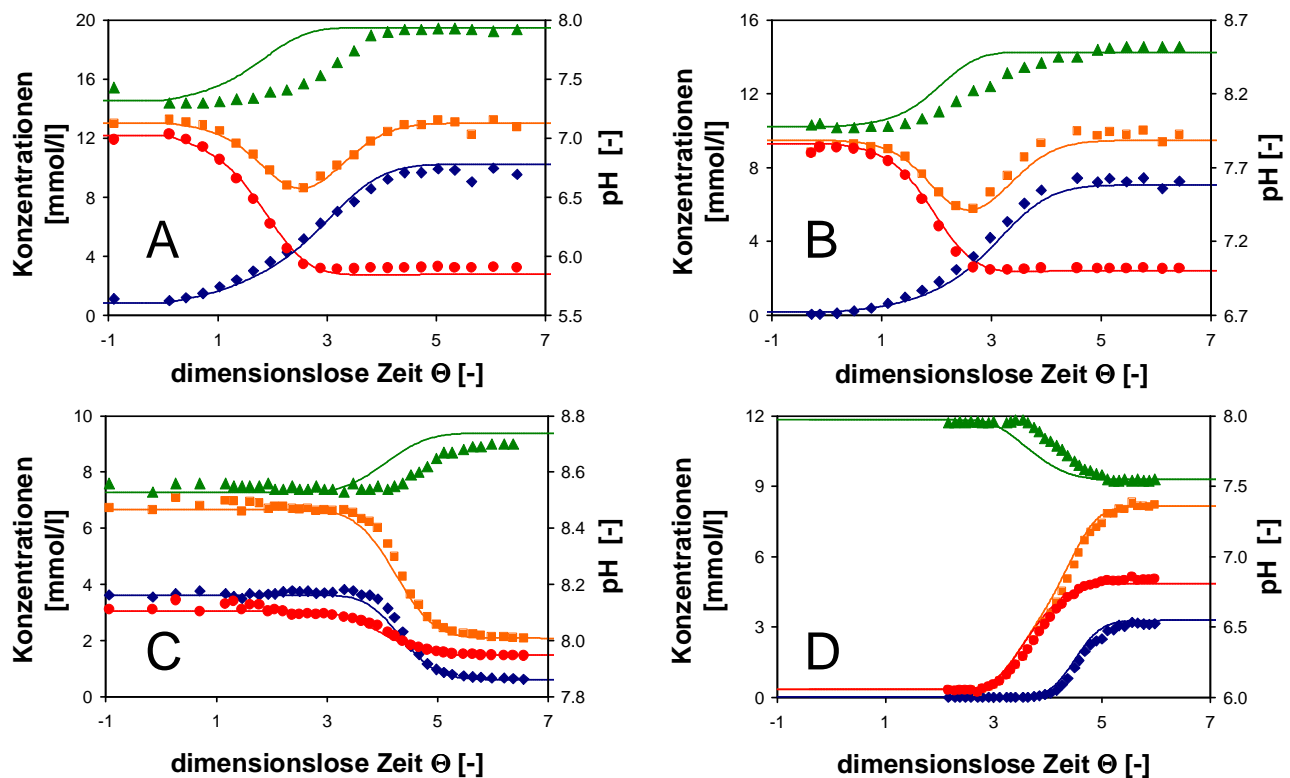 20
16
12
8
4
0
8.0
7.5
7.0
6.5
6.0
5.5
-1 1 3 5 7
Konzentrationen
[mmol/l]
pH [-]
A
dimensionslose Zeit Θ [-]
16
12
8
4
0
8.7
8.2
7.7
7.2
6.7
-1 1 3 5 7
Konzentrationen
[mmol/l]
pH [-]
B
dimensionslose Zeit Θ [-]
10
8
6
4
2
0
8.8
8.6
8.4
8.2
8.0
7.8
-1 1 3 5 7
Konzentrationen
[mmol/l]
pH [-]
C
dimensionslose Zeit Θ [-]
12
9
6
3
0
8.0
7.5
7.0
6.5
6.0
-1 1 3 5 7
Konzentrationen
[mmol/l]
pH [-]
D
dimensionslose Zeit Θ [-]